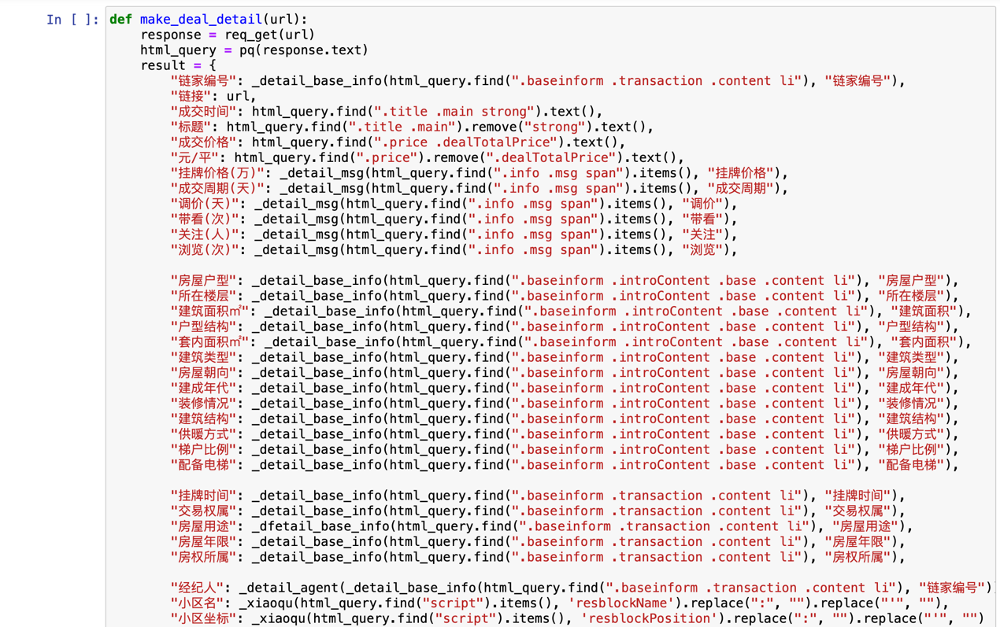 In [ ]: def make_deal_detail(url):
    response = req_get(url)
    html_query = pq(response.text)
    result = {
        "链家编号": _detail_base_info(html_query.find(".baseinform .transaction .content li"), "链家编号"),
        "链接": url,
        "成交时间": html_query.find(".title .main strong").text(),
        "标题": html_query.find(".title .main").remove("strong").text(),
        "成交价格": html_query.find(".price .dealTotalPrice").text(),
        "元/平": html_query.find(".price").remove(".dealTotalPrice").text(),
        "挂牌价格(万)": _detail_msg(html_query.find(".info .msg span").items(), "挂牌价格"),
        "成交周期(天)": _detail_msg(html_query.find(".info .msg span").items(), "成交周期"),
        "调价(天)": _detail_msg(html_query.find(".info .msg span").items(), "调价"),
        "带看(次)": _detail_msg(html_query.find(".info .msg span").items(), "带看"),
        "关注(人)": _detail_msg(html_query.find(".info .msg span").items(), "关注"),
        "浏览(次)": _detail_msg(html_query.find(".info .msg span").items(), "浏览"),

        "房屋户型": _detail_base_info(html_query.find(".baseinform .introContent .base .content li"), "房屋户型"),
        "所在楼层": _detail_base_info(html_query.find(".baseinform .introContent .base .content li"), "所在楼层"),
        "建筑面积㎡": _detail_base_info(html_query.find(".baseinform .introContent .base .content li"), "建筑面积"),
        "户型结构": _detail_base_info(html_query.find(".baseinform .introContent .base .content li"), "户型结构"),
        "套内面积㎡": _detail_base_info(html_query.find(".baseinform .introContent .base .content li"), "套内面积"),
        "建筑类型": _detail_base_info(html_query.find(".baseinform .introContent .base .content li"), "建筑类型"),
        "房屋朝向": _detail_base_info(html_query.find(".baseinform .introContent .base .content li"), "房屋朝向"),
        "建成年代": _detail_base_info(html_query.find(".baseinform .introContent .base .content li"), "建成年代"),
        "装修情况": _detail_base_info(html_query.find(".baseinform .introContent .base .content li"), "装修情况"),
        "建筑结构": _detail_base_info(html_query.find(".baseinform .introContent .base .content li"), "建筑结构"),
        "供暖方式": _detail_base_info(html_query.find(".baseinform .introContent .base .content li"), "供暖方式"),
        "梯户比例": _detail_base_info(html_query.find(".baseinform .introContent .base .content li"), "梯户比例"),
        "配备电梯": _detail_base_info(html_query.find(".baseinform .introContent .base .content li"), "配备电梯"),

        "挂牌时间": _detail_base_info(html_query.find(".baseinform .transaction .content li"), "挂牌时间"),
        "交易权属": _detail_base_info(html_query.find(".baseinform .transaction .content li"), "交易权属"),
        "房屋用途": _dfetail_base_info(html_query.find(".baseinform .transaction .content li"), "房屋用途"),
        "房屋年限": _detail_base_info(html_query.find(".baseinform .transaction .content li"), "房屋年限"),
        "房权所属": _detail_base_info(html_query.find(".baseinform .transaction .content li"), "房权所属"),

        "经纪人": _detail_agent(_detail_base_info(html_query.find(".baseinform .transaction .content li"), "链家编号")
        "小区名": _xiaoqu(html_query.find("script").items(), 'resblockName').replace(":", "").replace("'", ""),
        "小区坐标": _xiaoqu(html_query.find("script").items(), 'resblockPosition').replace(":", "").replace("'", "")